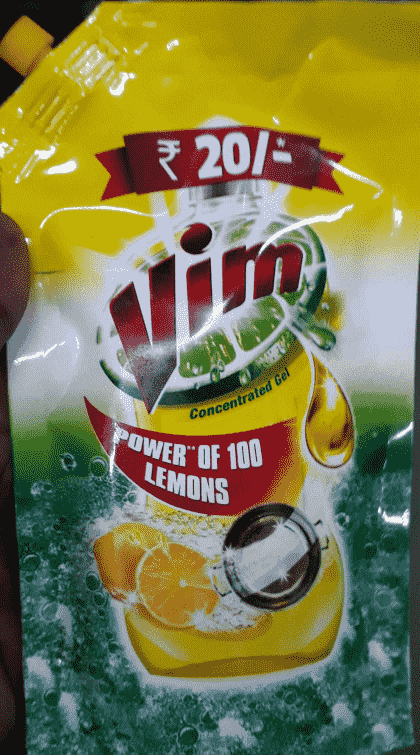 ₹ 20/-*
Vim
Concentrated Gel
POWER** OF 100
LEMONS